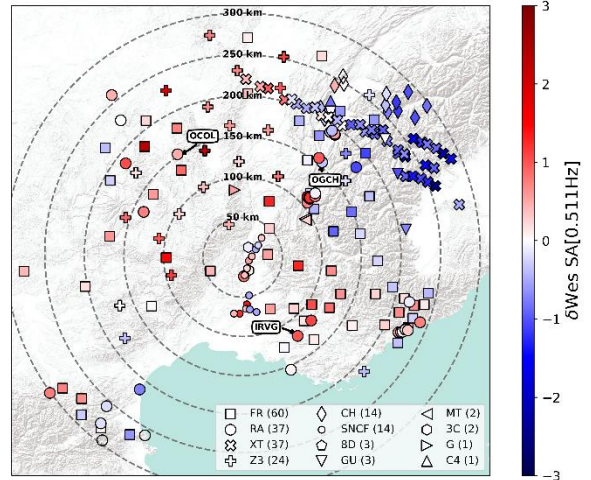 300 km
250 km
200 km
150 km
100 km
50 km
OCOL
OGCH
IRVG
FR (60)
RA (37)
XT (37)
Z3 (24)
CH (14)
SNCF (14)
8D (3)
GU (3)
MT (2)
3C (2)
G (1)
C4 (1)
3
2
1
0
−1
−2
−3
δWes SA[0.511Hz]